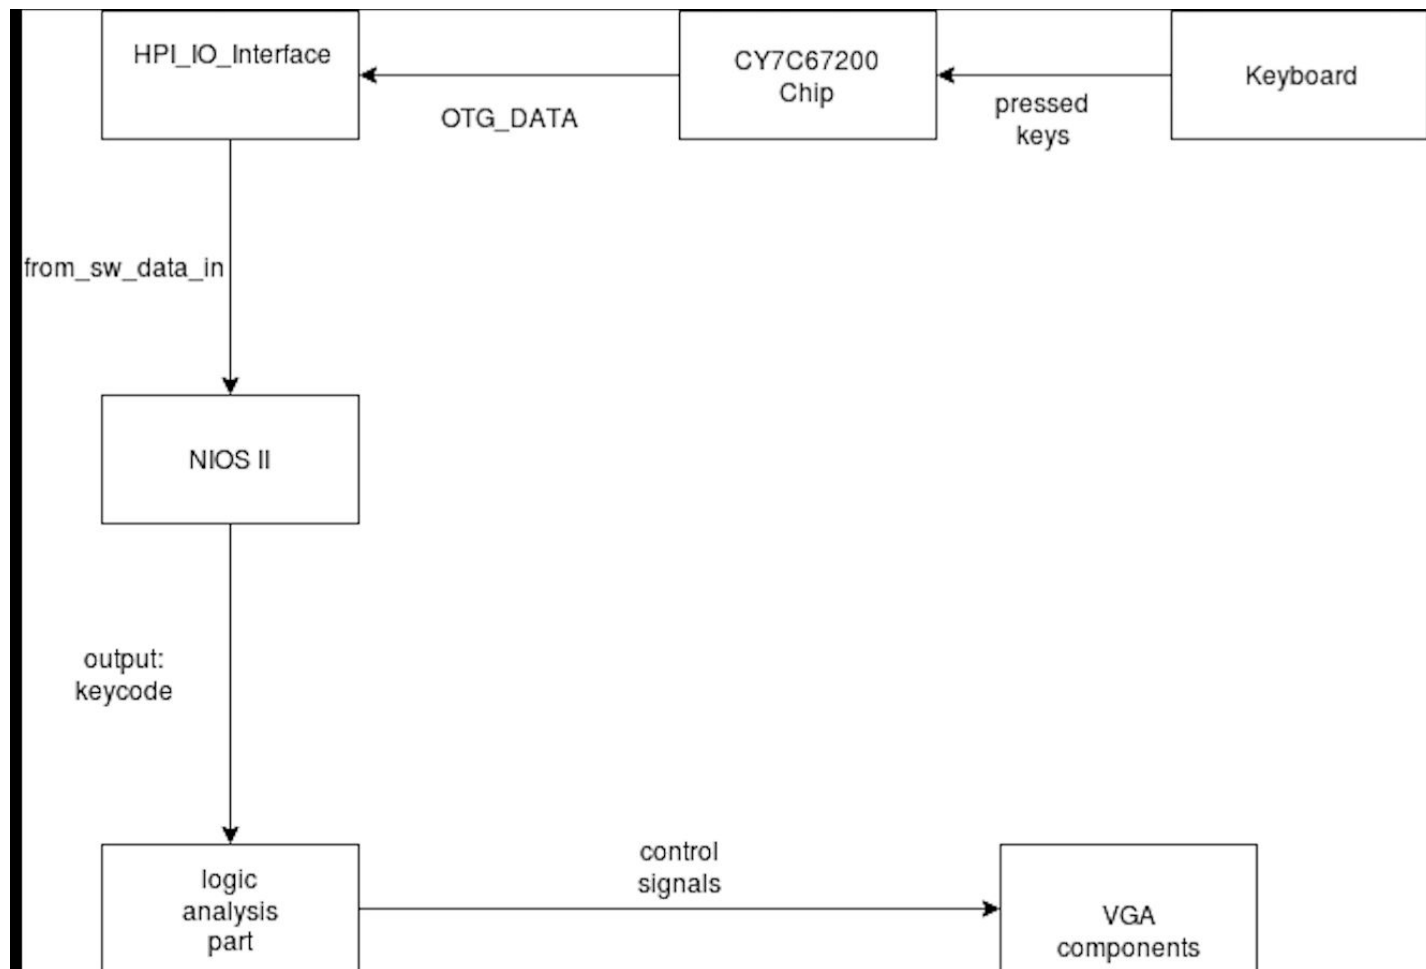 HPI_IO_Interface
CY7C67200
Chip
Keyboard
OTG_DATA
pressed
keys
from_sw_data_in
NIOS II
output:
keycode
logic
analysis
part
control
signals
VGA
components